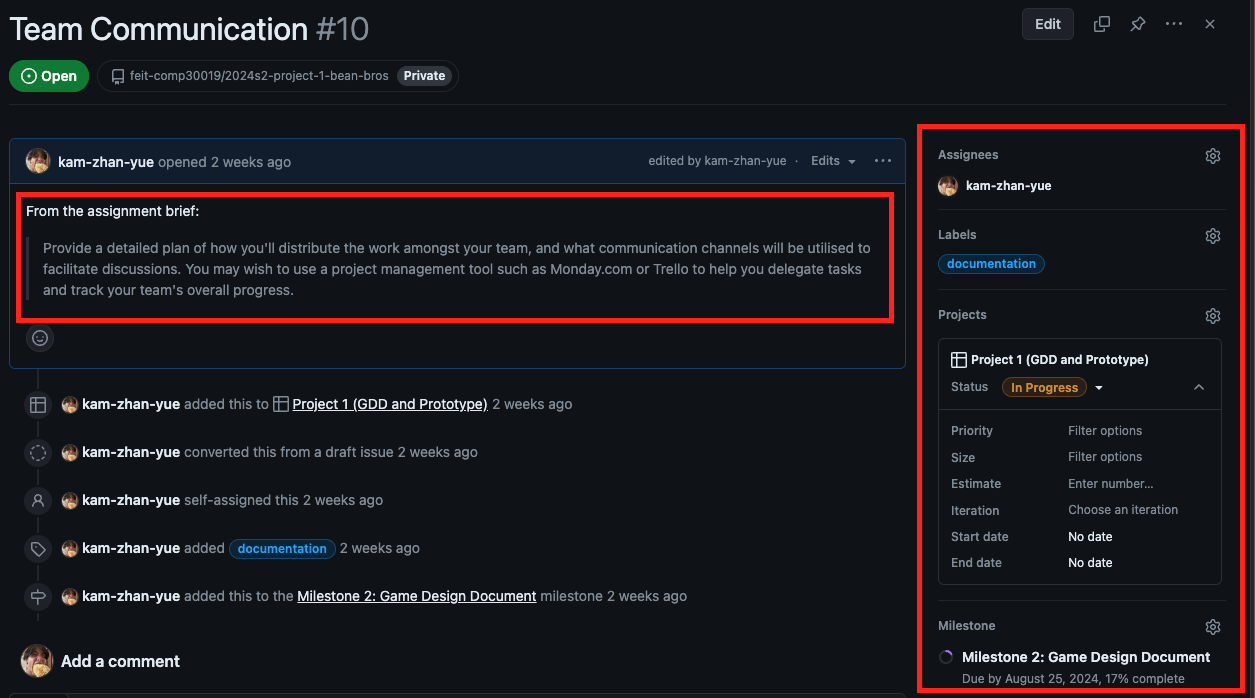 Team Communication #10
Edit
Open
feit-comp30019/2024s2-project-1-bean-bros Private
kam-zhan-yue opened 2 weeks ago
edited by kam-zhan-yue · Edits
From the assignment brief:
Provide a detailed plan of how you'll distribute the work amongst your team, and what communication channels will be utilised to
facilitate discussions. You may wish to use a project management tool such as Monday.com or Trello to help you delegate tasks
and track your team's overall progress.
kam-zhan-yue added this to Project 1 (GDD and Prototype) 2 weeks ago
kam-zhan-yue converted this from a draft issue 2 weeks ago
kam-zhan-yue self-assigned this 2 weeks ago
kam-zhan-yue added documentation 2 weeks ago
kam-zhan-yue added this to the Milestone 2: Game Design Document milestone 2 weeks ago
Add a comment
Assignees
kam-zhan-yue
Labels
documentation
Projects
Project 1 (GDD and Prototype)
Status In Progress
Priority Filter options
Size Filter options
Estimate Enter number...
Iteration Choose an iteration
Start date No date
End date No date
Milestone
Milestone 2: Game Design Document
Due by August 25, 2024, 17% complete